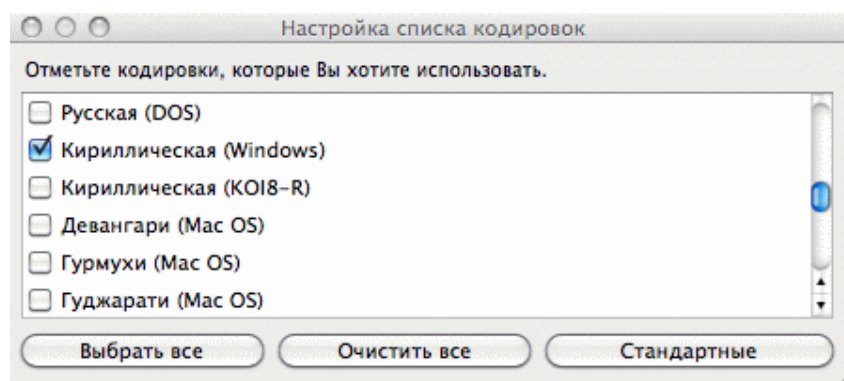 Настройка списка кодировок
Отметьте кодировки, которые Вы хотите использовать.
Русская (DOS)
Кириллическая (Windows)
Кириллическая (KOI8-R)
Девангари (Mac OS)
Гурмухи (Mac OS)
Гуджарати (Mac OS)
Выбрать все Очистить все Стандартные